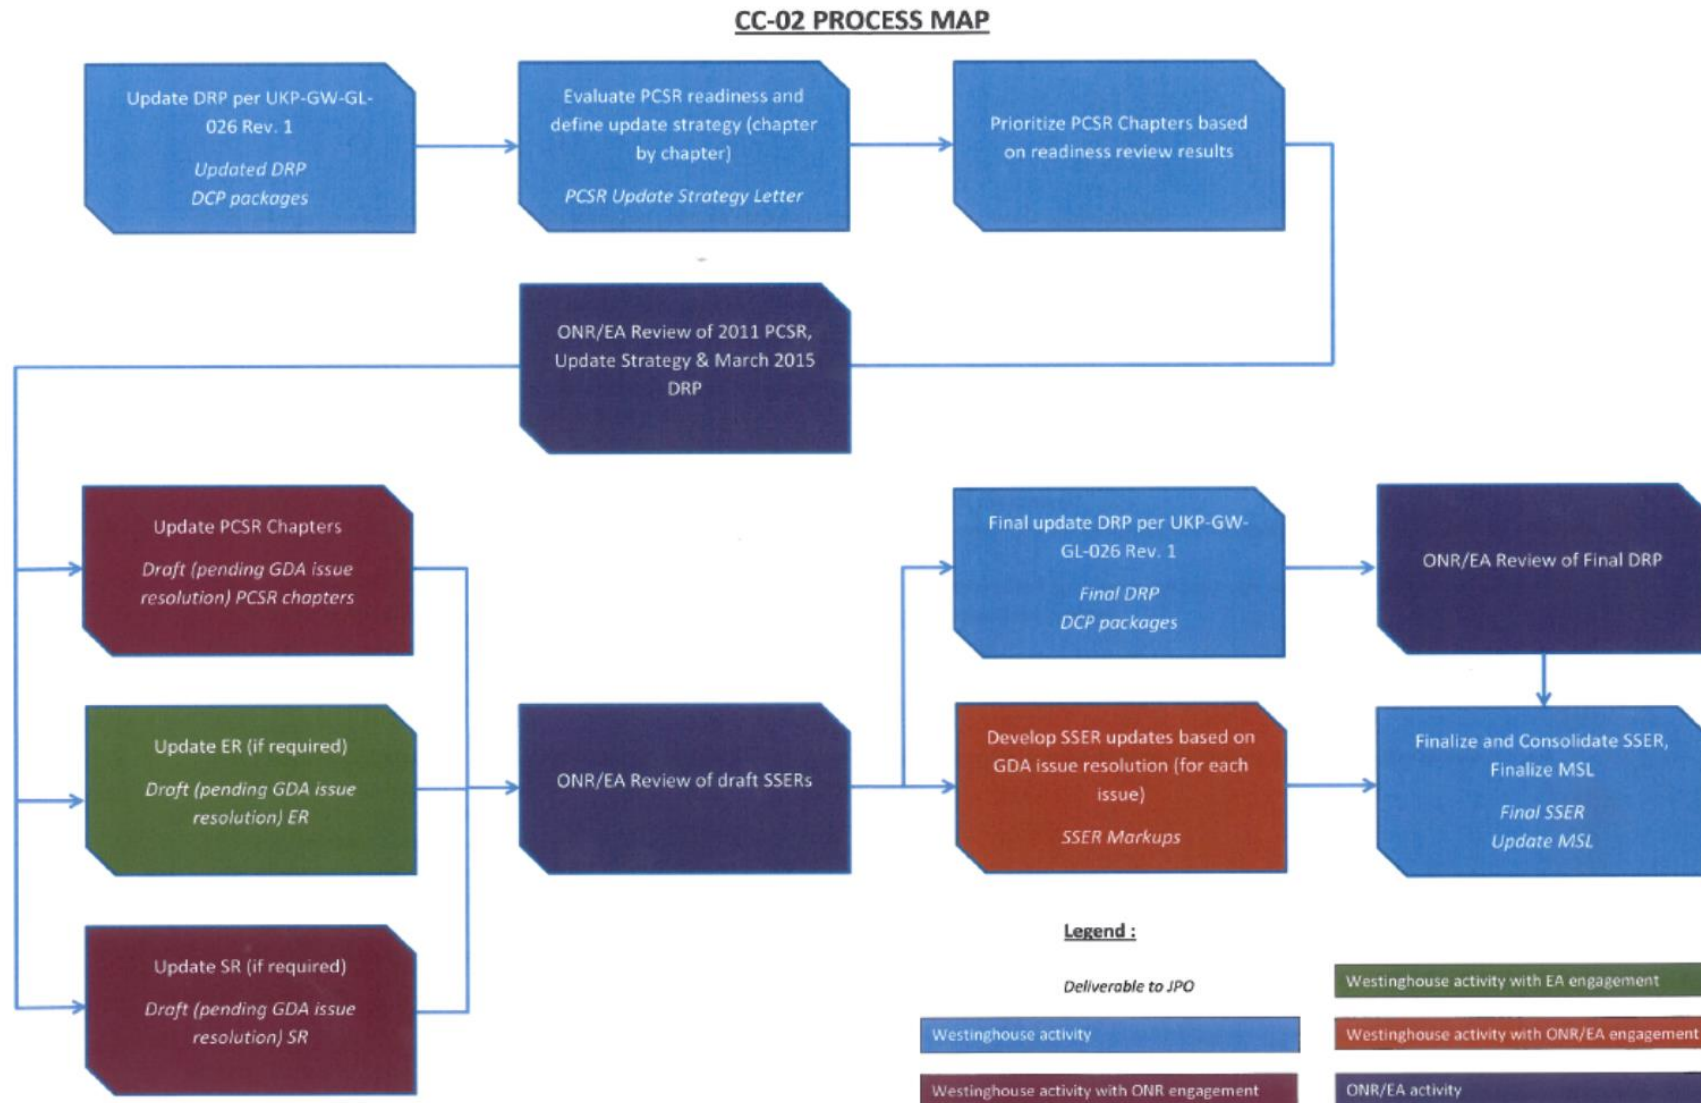 CC-02 PROCESS MAP
Update DRP per UKP-GW-GL-
026 Rev. 1
Updated DRP
DCP packages
Evaluate PCSR readiness and
define update strategy (chapter
by chapter)
PCSR Update Strategy Letter
Prioritize PCSR Chapters based
on readiness review results
ONR/EA Review of 2011 PCSR,
Update Strategy & March 2015
DRP
Update PCSR Chapters
Draft (pending GDA issue
resolution) PCSR chapters
Update ER (if required)
Draft (pending GDA issue
resolution) ER
Update SR (if required)
Draft (pending GDA issue
resolution) SR
ONR/EA Review of draft SSERs
Final update DRP per UKP-GW-
GL-026 Rev. 1
Final DRP
DCP packages
ONR/EA Review of Final DRP
Develop SSER updates based on
GDA issue resolution (for each
issue)
SSER Markups
Finalize and Consolidate SSER,
Finalize MSL
Final SSER
Update MSL
Legend :
Deliverable to JPO
Westinghouse activity with EA engagement
Westinghouse activity
Westinghouse activity with ONR/EA engagement
Westinghouse activity with ONR engagement
ONR/EA activity